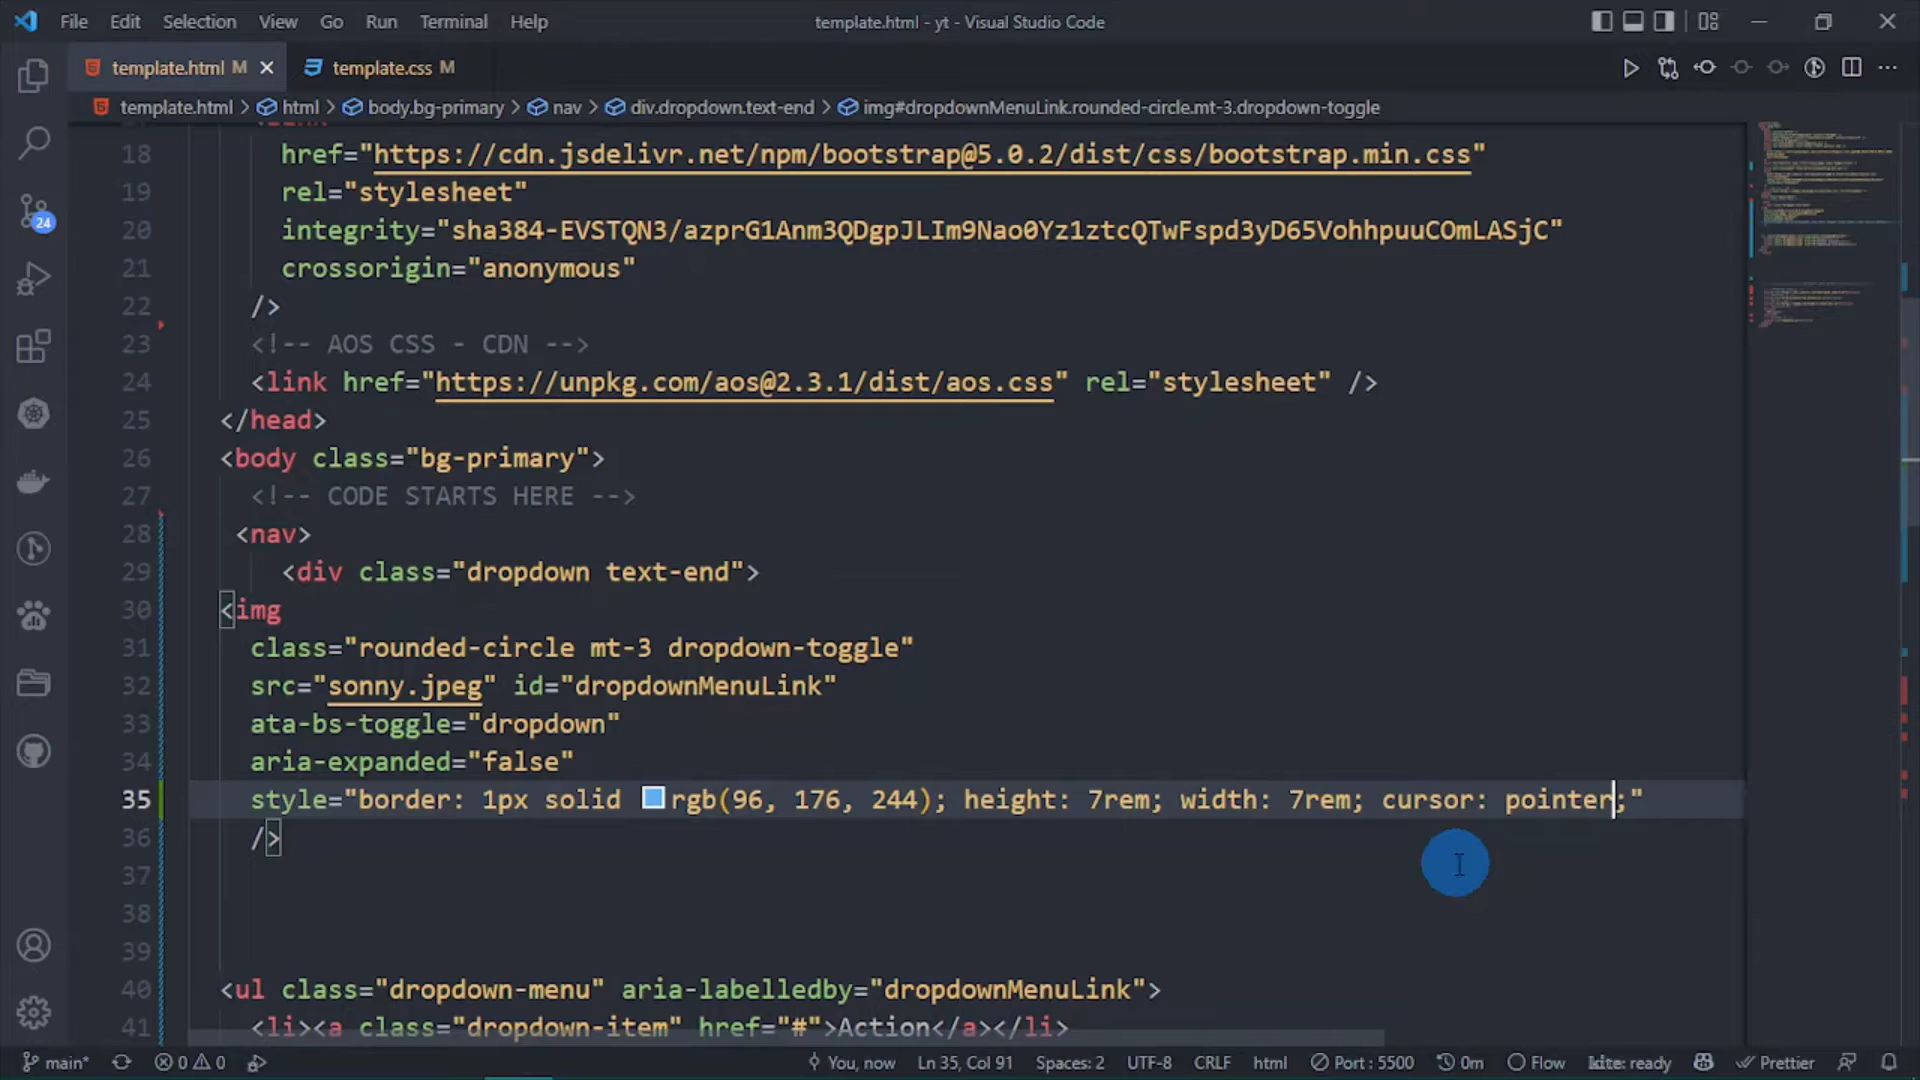 File Edit Selection View Go Run Terminal Help
template.html - yt - Visual Studio Code
template.html M
template.css M
template.html > html > body.bg-primary > nav > div.dropdown.text-end > img#dropdownMenuLink.rounded-circle.mt-3.dropdown-toggle
18 href="https://cdn.jsdelivr.net/npm/bootstrap@5.0.2/dist/css/bootstrap.min.css"
19 rel="stylesheet"
20 integrity="sha384-EVSTQN3/azprG1Anm3QDgpJLIm9Nao0Yz1ztcQTwFspd3yD65VohhpuuCOmLASjC"
21 crossorigin="anonymous"
22 />
23 <!-- AOS CSS - CDN -->
24 <link href="https://unpkg.com/aos@2.3.1/dist/aos.css" rel="stylesheet" />
25 </head>
26 <body class="bg-primary">
27 <!-- CODE STARTS HERE -->
28 <nav>
29 <div class="dropdown text-end">
30 <img
31 class="rounded-circle mt-3 dropdown-toggle"
32 src="sonny.jpeg" id="dropdownMenuLink"
33 ata-bs-toggle="dropdown"
34 aria-expanded="false"
35 style="border: 1px solid rgb(96, 176, 244); height: 7rem; width: 7rem; cursor: pointer;"
36 />
37
38
39
40 <ul class="dropdown-menu" aria-labelledby="dropdownMenuLink">
41 <li><a class="dropdown-item" href="#">Action</a></li>
24
main* 0 0 You, now Ln 35, Col 91 Spaces: 2 UTF-8 CRLF html Port : 5500 0m Flow ready Prettier